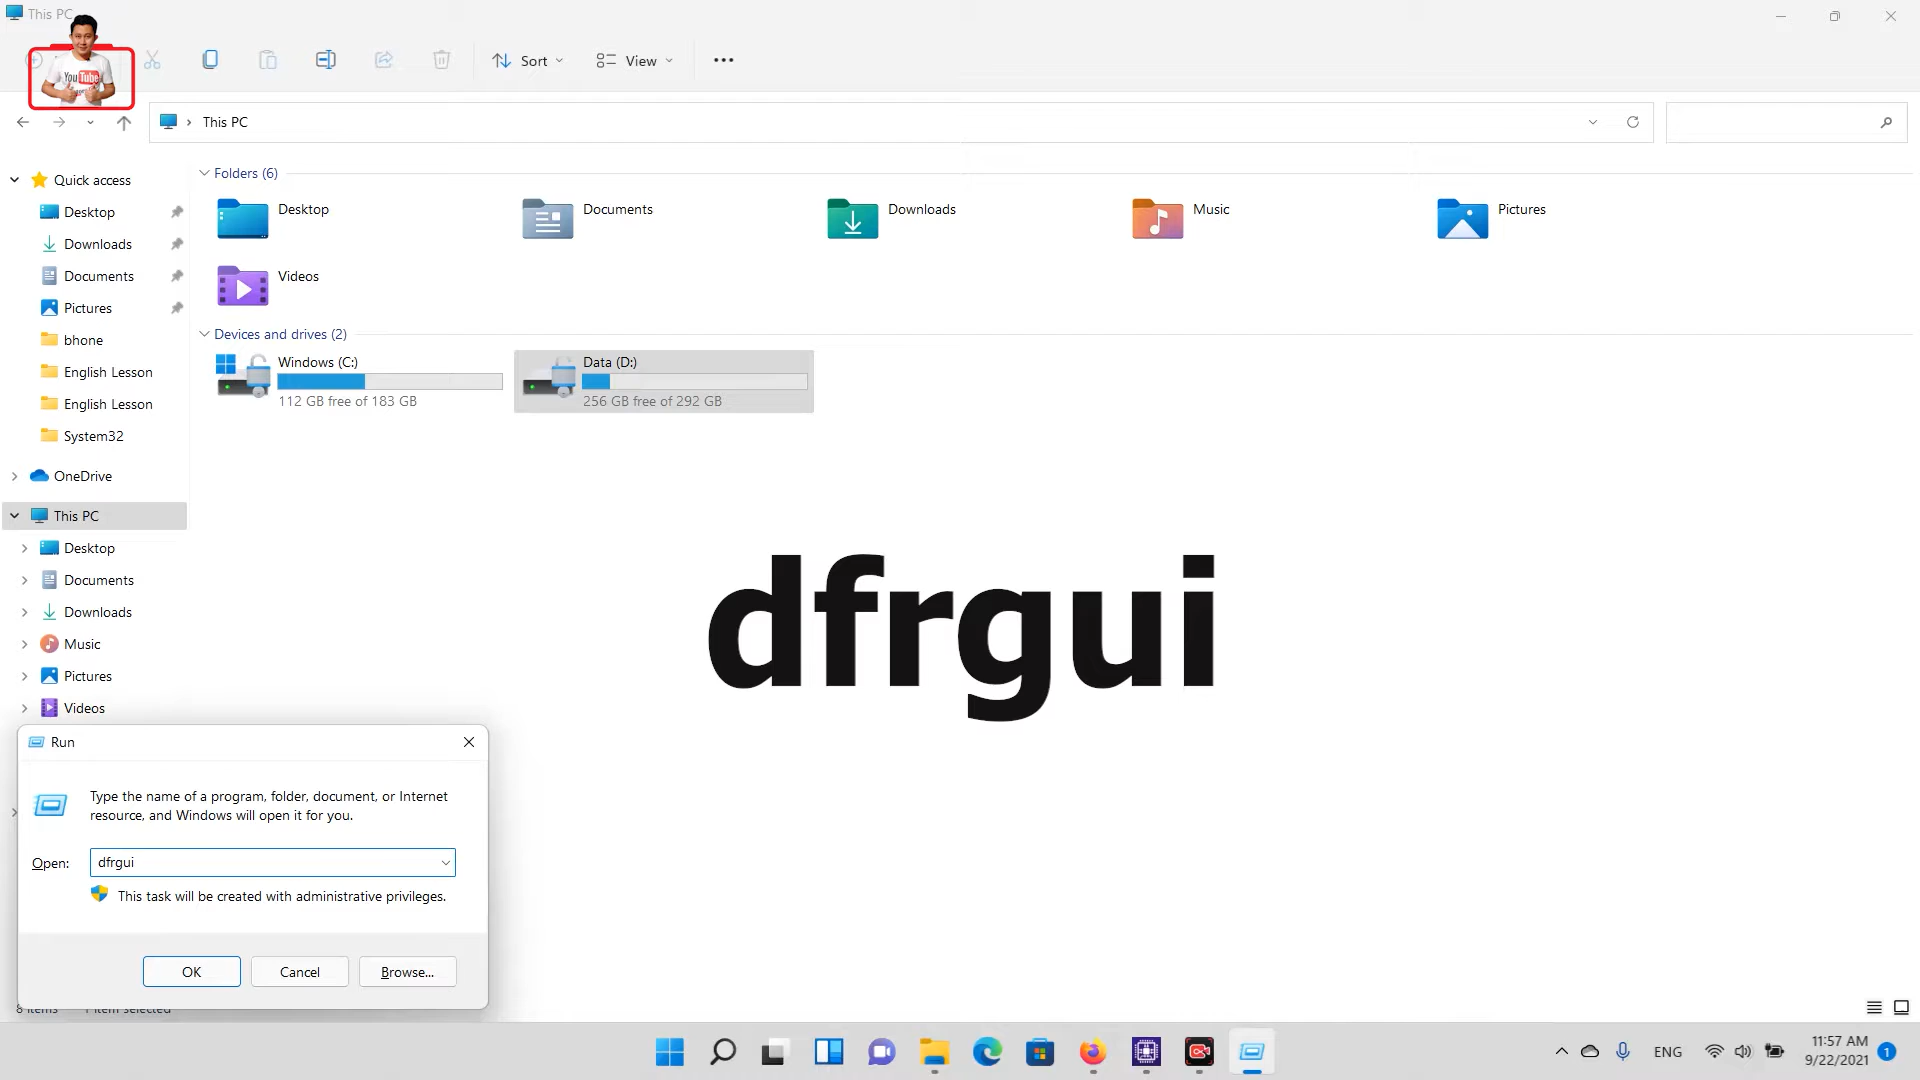 This PC
You Tube
Sort
View
This PC
Quick access
Desktop
Downloads
Documents
Pictures
bhone
English Lesson
English Lesson
System32
OneDrive
This PC
Desktop
Documents
Downloads
Music
Pictures
Videos
Folders (6)
Desktop
Documents
Downloads
Music
Pictures
Videos
Devices and drives (2)
Windows (C:)
112 GB free of 183 GB
Data (D:)
256 GB free of 292 GB
dfrgui
Run
Type the name of a program, folder, document, or Internet
resource, and Windows will open it for you.
Open:
dfrgui
This task will be created with administrative privileges.
OK
Cancel
Browse...
8 items
1 item selected
ENG
11:57 AM
9/22/2021
1